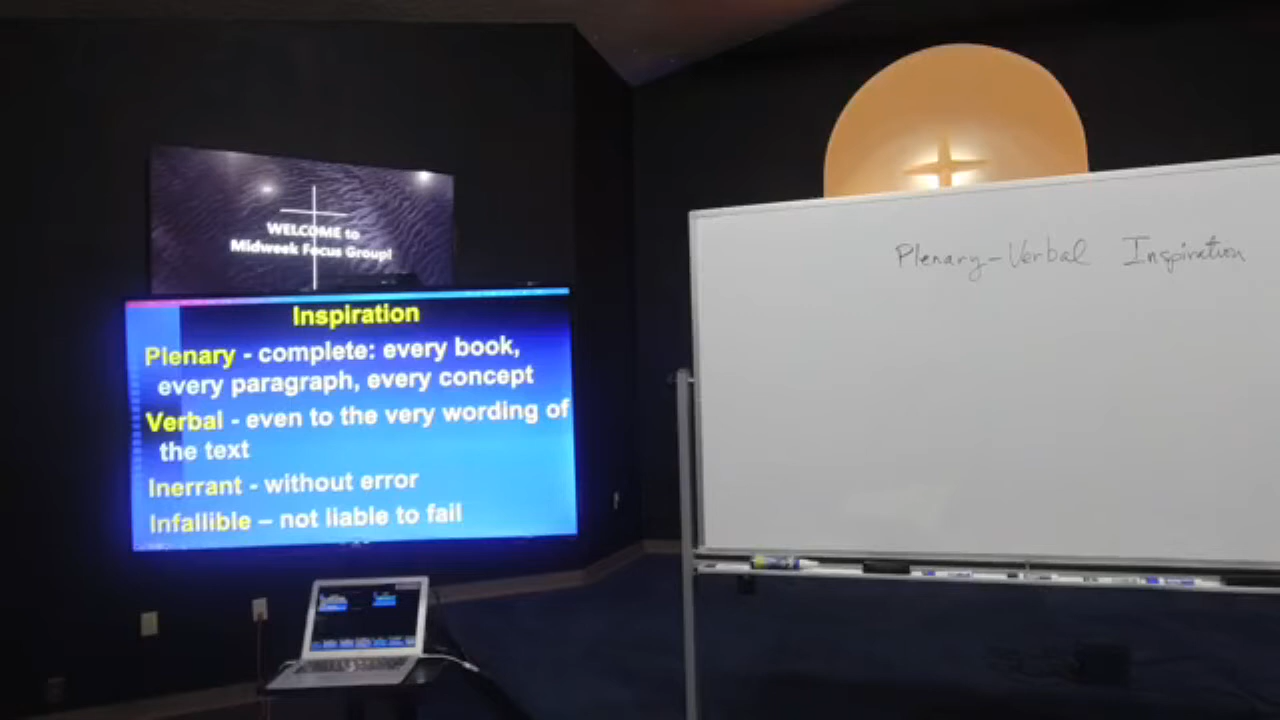 WELCOME to
Midweek Focus Group!
Inspiration
Plenary - complete: every book,
every paragraph, every concept
Verbal - even to the very wording of
the text
Inerrant - without error
Infallible – not liable to fail
Plenary-Verbal Inspiration